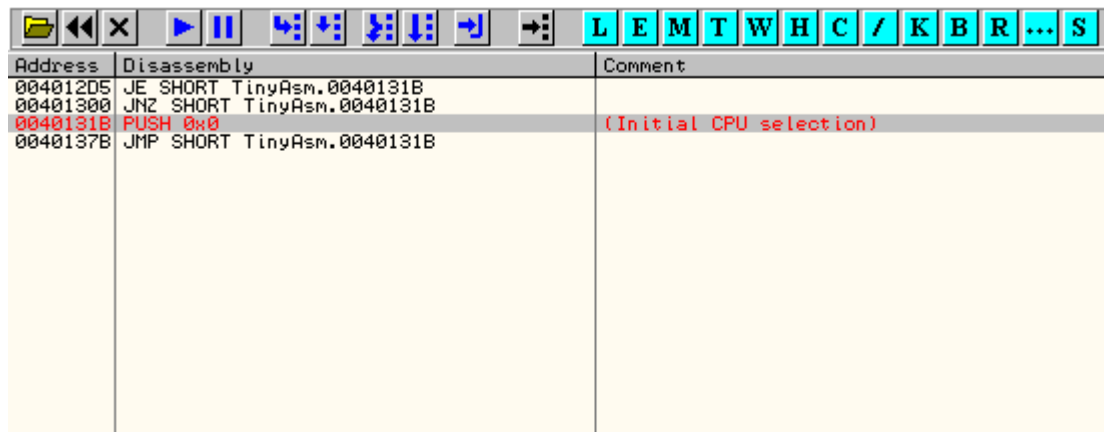 L E M T W H C / K B R ... S
Address Disassembly Comment
004012D5 JE SHORT TinyAsm.0040131B
00401300 JNZ SHORT TinyAsm.0040131B
0040131B PUSH 0x0 (Initial CPU selection)
0040137B JMP SHORT TinyAsm.0040131B